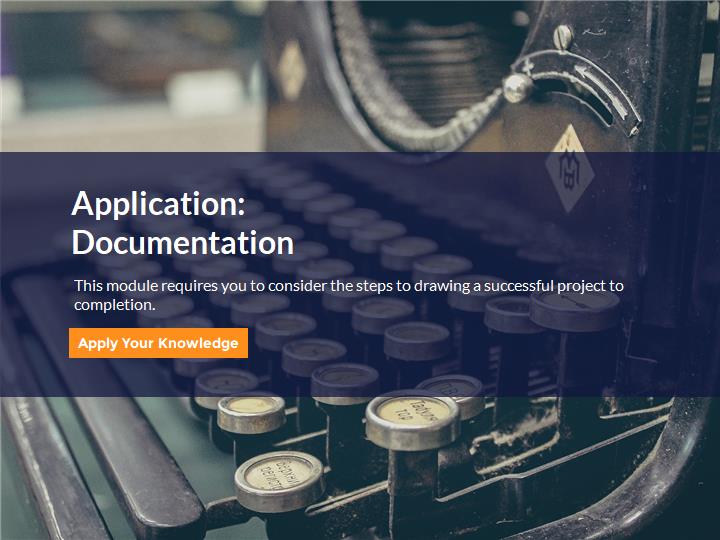 Application:
Documentation
This module requires you to consider the steps to drawing a successful project to
completion.
Apply Your Knowledge